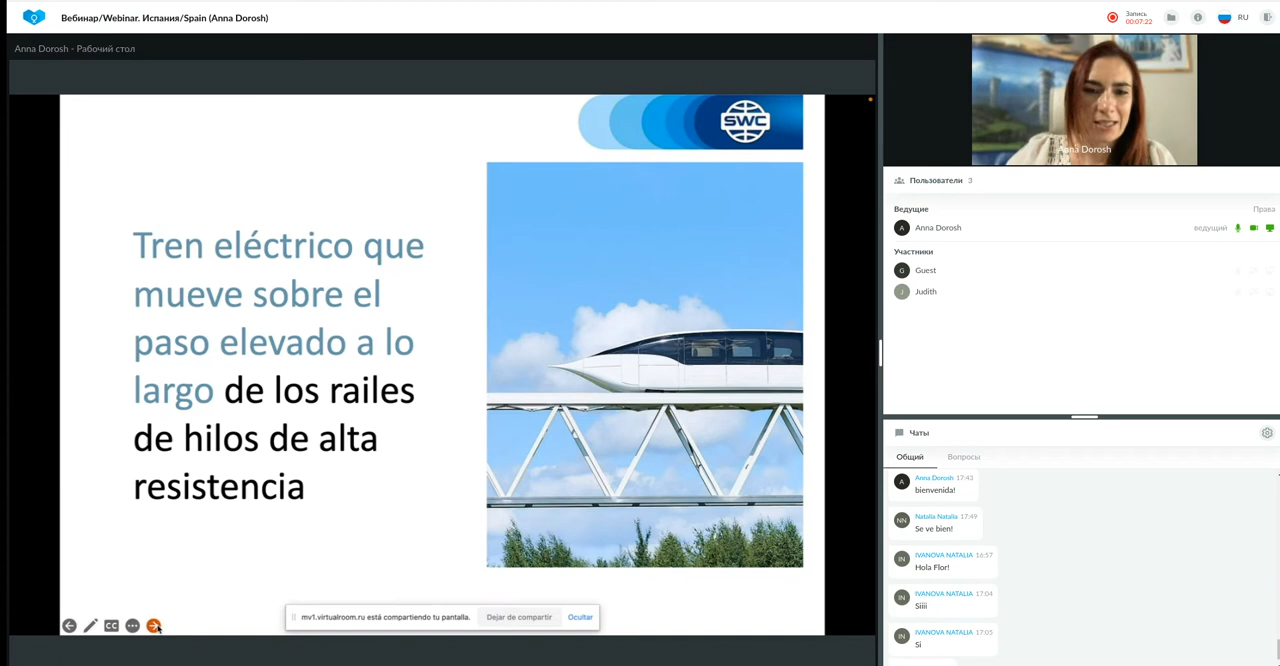 Вебинар/Webinar. Испания/Spain (Anna Dorosh)
Запись
00:07:22
RU
Anna Dorosh - Рабочий стол
SWC
Tren eléctrico que
mueve sobre el
paso elevado a lo
largo de los railes
de hilos de alta
resistencia
CC
mv1.virtualroom.ru está compartiendo tu pantalla.
Dejar de compartir
Ocultar
Anna Dorosh
Пользователи 3
Ведущие
Права
A Anna Dorosh
ведущий
Участники
G Guest
J Judith
Чаты
Общий
Вопросы
A Anna Dorosh 17:43
bienvenida!
NN Natalia Natalia 17:49
Se ve bien!
IN IVANOVA NATALIA 16:57
Hola Flor!
IN IVANOVA NATALIA 17:04
Siiii
IN IVANOVA NATALIA 17:05
Si